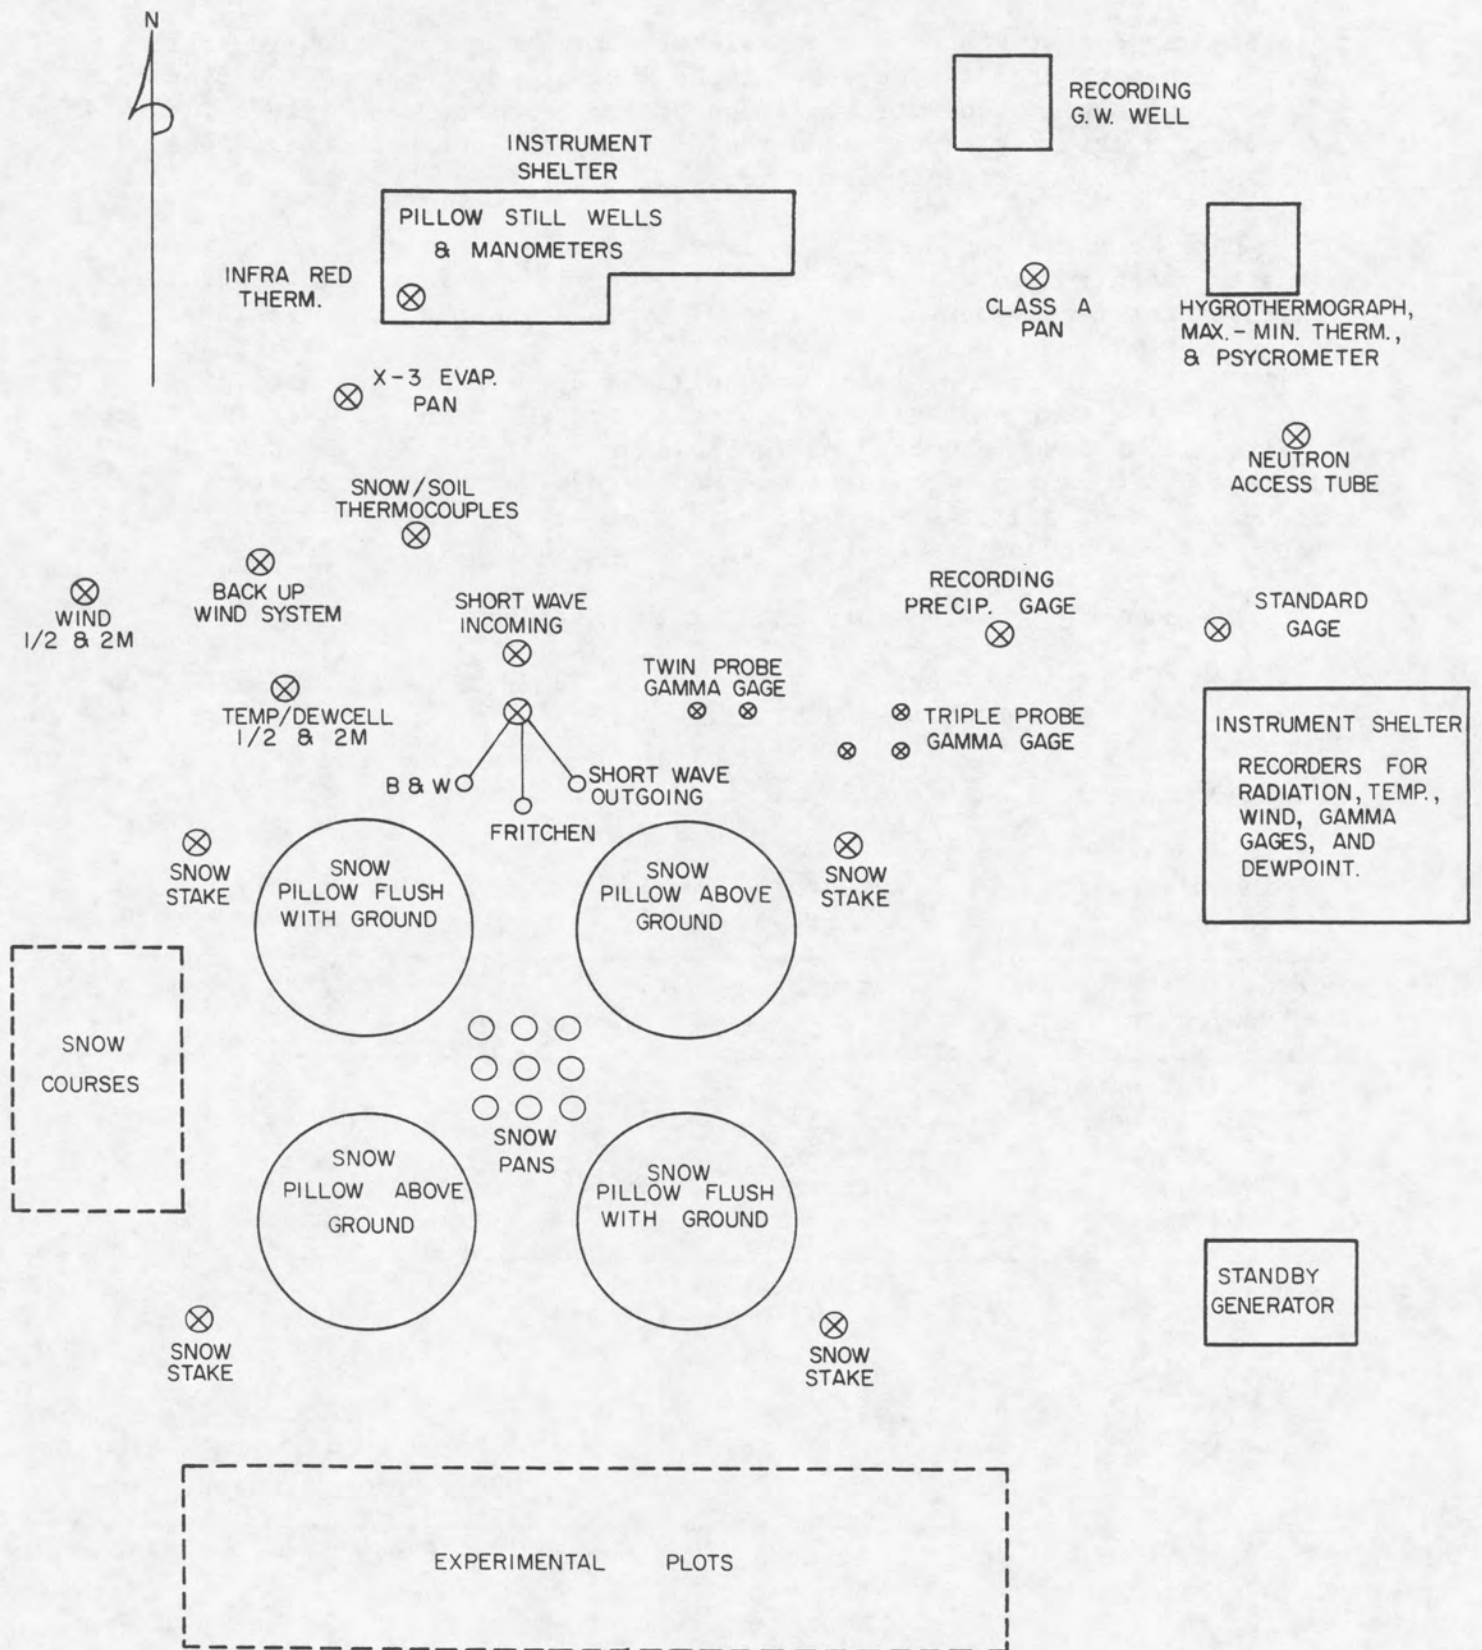 N
RECORDING
G.W. WELL
INSTRUMENT
SHELTER
PILLOW STILL WELLS
& MANOMETERS
INFRA RED
THERM.
CLASS A
PAN
HYGROTHERMOGRAPH,
MAX.-MIN. THERM.,
& PSYCROMETER
X-3 EVAP.
PAN
NEUTRON
ACCESS TUBE
SNOW/SOIL
THERMOCOUPLES
WIND
1/2 & 2M
BACK UP
WIND SYSTEM
SHORT WAVE
INCOMING
RECORDING
PRECIP. GAGE
STANDARD
GAGE
TEMP/DEWCELL
1/2 & 2M
TWIN PROBE
GAMMA GAGE
TRIPLE PROBE
GAMMA GAGE
B & W
SHORT WAVE
OUTGOING
FRITCHEN
INSTRUMENT SHELTER
RECORDERS FOR
RADIATION, TEMP.,
WIND, GAMMA
GAGES, AND
DEWPOINT.
SNOW
STAKE
SNOW
PILLOW FLUSH
WITH GROUND
SNOW
PILLOW ABOVE
GROUND
SNOW
STAKE
SNOW
COURSES
SNOW
PANS
SNOW
PILLOW ABOVE
GROUND
SNOW
PILLOW FLUSH
WITH GROUND
STANDBY
GENERATOR
SNOW
STAKE
SNOW
STAKE
EXPERIMENTAL PLOTS